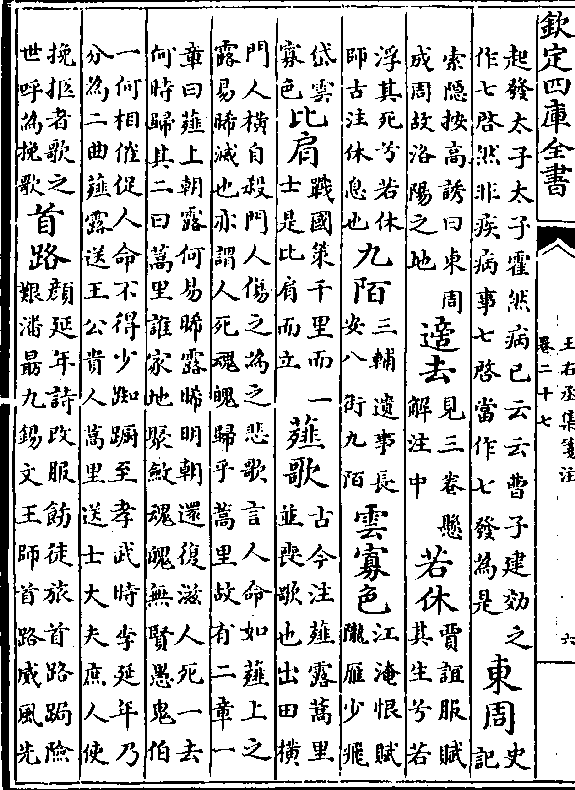 欽定四庫全書
王右丞集箋注
卷二十七
六
起發太子太子霍然病已云云曹子建効之
作七啓然非疾病事七啓當作七發為是
東周
史
記
索隱按高誘曰東周
成周故洛陽之地
適去
見三卷懸
解注中
若休
賈誼服賦
其生兮若
浮其死兮若休
師古注休息也
九陌
三輔遺事長
安八街九陌
雲寡色
江淹恨賦
隴雁少飛
岱雲
寡色
比肩
戰國策千里而一
士是比肩而立
薤歌
古今注薤露蒿里
並喪歌也出田橫
門人橫自殺門人傷之為之悲歌言人命如薤上之
露易晞滅也亦謂人死魂魄歸乎蒿里故有二章一
章曰薤上朝露何易晞露晞明朝還復滋人死一去
何時歸其二曰蒿里誰家地聚斂魂魄無賢愚鬼伯
一何相催促人命不得少踟蹰至孝武時李延年乃
分為二曲薤露送王公貴人蒿里送士大夫庶人使
挽柩者歌之
世呼為挽歌
首路
顏延年詩改服飭徒旅首路跼險
艱潘勗九錫文王師首路威風先